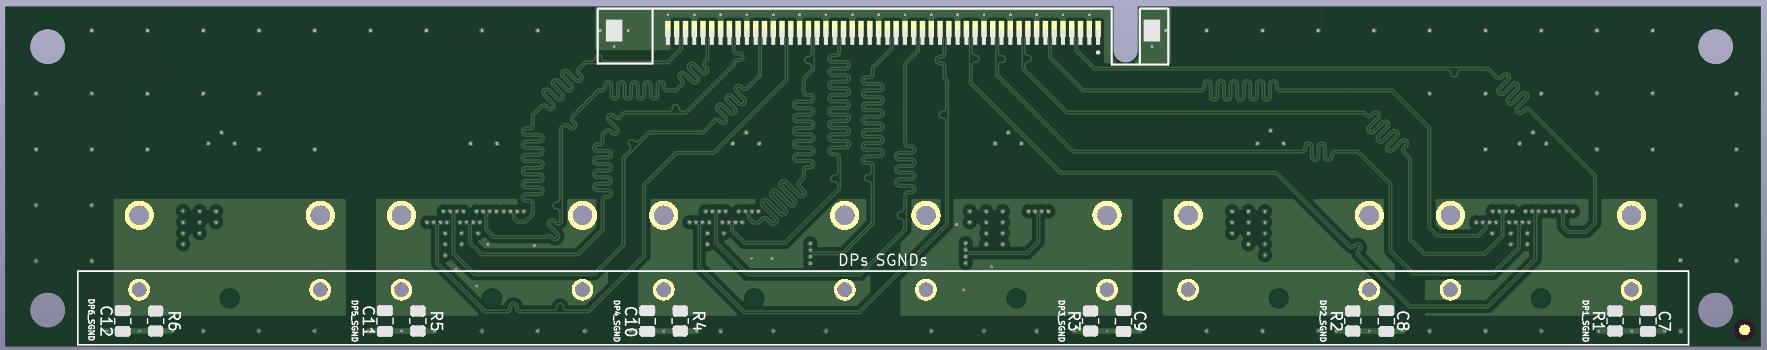 DPs SGNDs
DP6_SGND
C12
R6
DP5_SGND
C11
R5
DP4_SGND
C10
R4
DP3_SGND
R3
C9
DP2_SGND
R2
C8
DP1_SGND
R1
C7